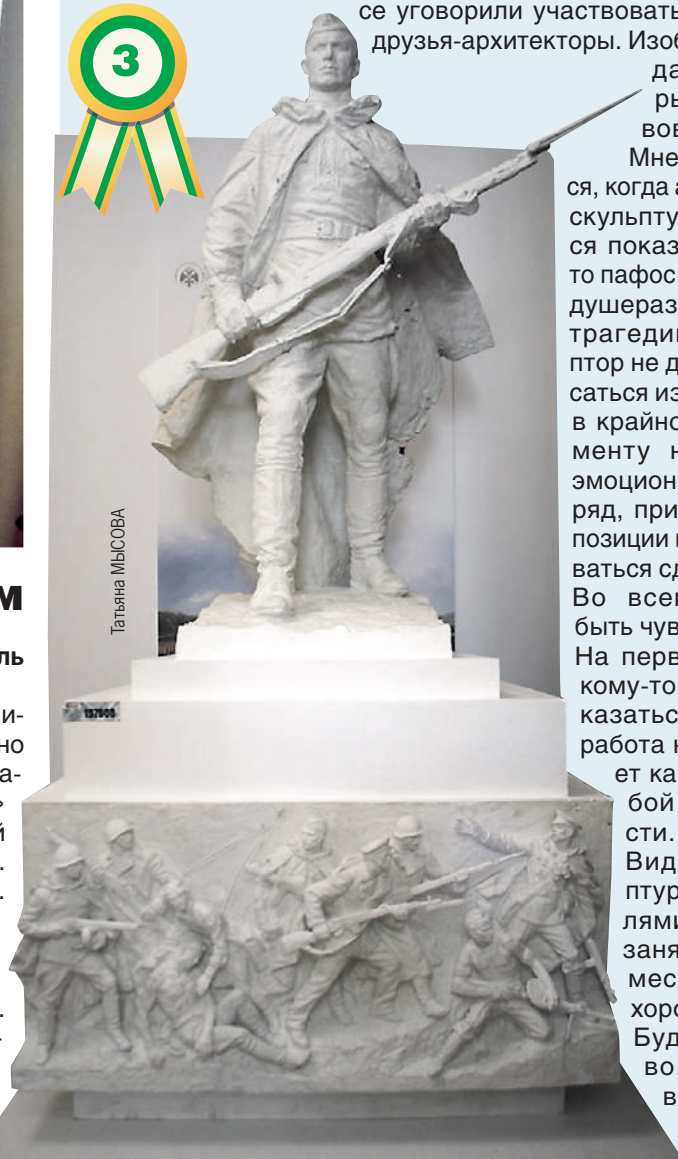 3
се уговорили участвовать
друзья-архитекторы. Изоб
да
ры
вов
Мне
ся, когда а
скульпту
ся показ
то пафос
душераз
трагеди
птор не д
саться из
в крайно
менту н
эмоцион
ряд, при
позиции
ваться сд
Во все
быть чув
На перв
кому-то
казатьс
работа н
ет ка
бой
сти.
Вид
птур
лями
заня
мес
хоро
Буд
во,
в
Татьяна МЫСОВА
м
ль
и-
но
а-
»
й
.
.
.
-